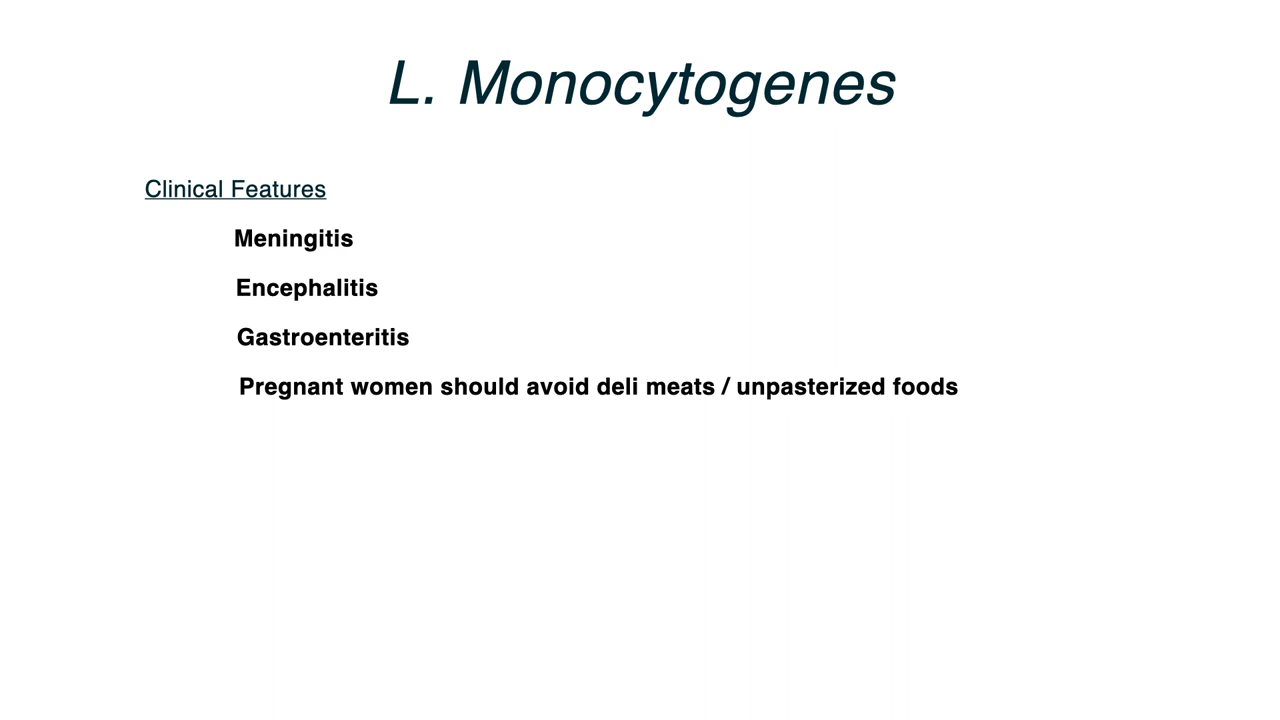 L. Monocytogenes
Clinical Features
Meningitis
Encephalitis
Gastroenteritis
Pregnant women should avoid deli meats / unpasterized foods